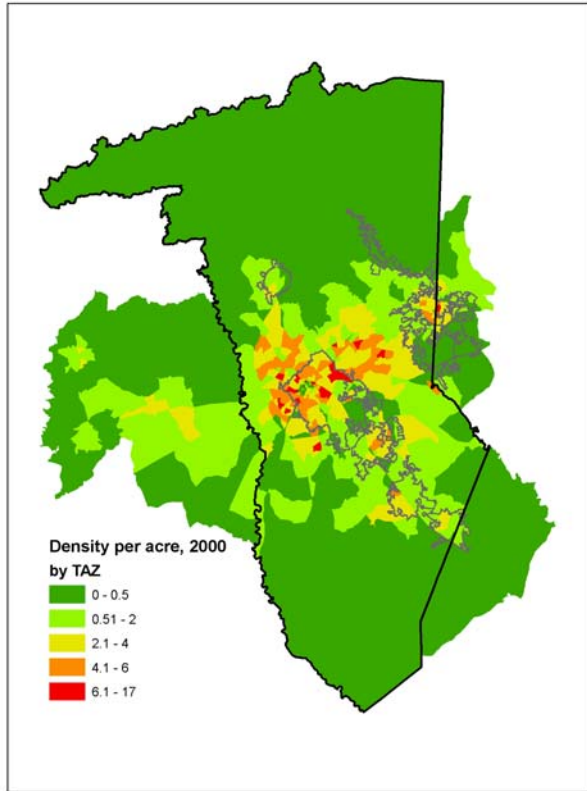 Density per acre, 2000
by TAZ
0 - 0.5
0.51 - 2
2.1 - 4
4.1 - 6
6.1 - 17